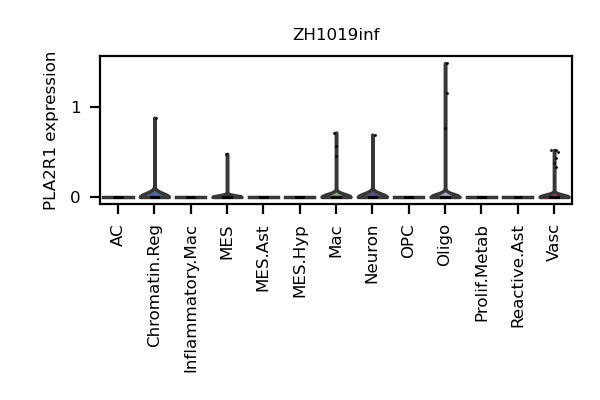 ZH1019inf
PLA2R1 expression
1
0
AC
Chromatin.Reg
Inflammatory.Mac
MES
MES.Ast
MES.Hyp
Mac
Neuron
OPC
Oligo
Prolif.Metab
Reactive.Ast
Vasc